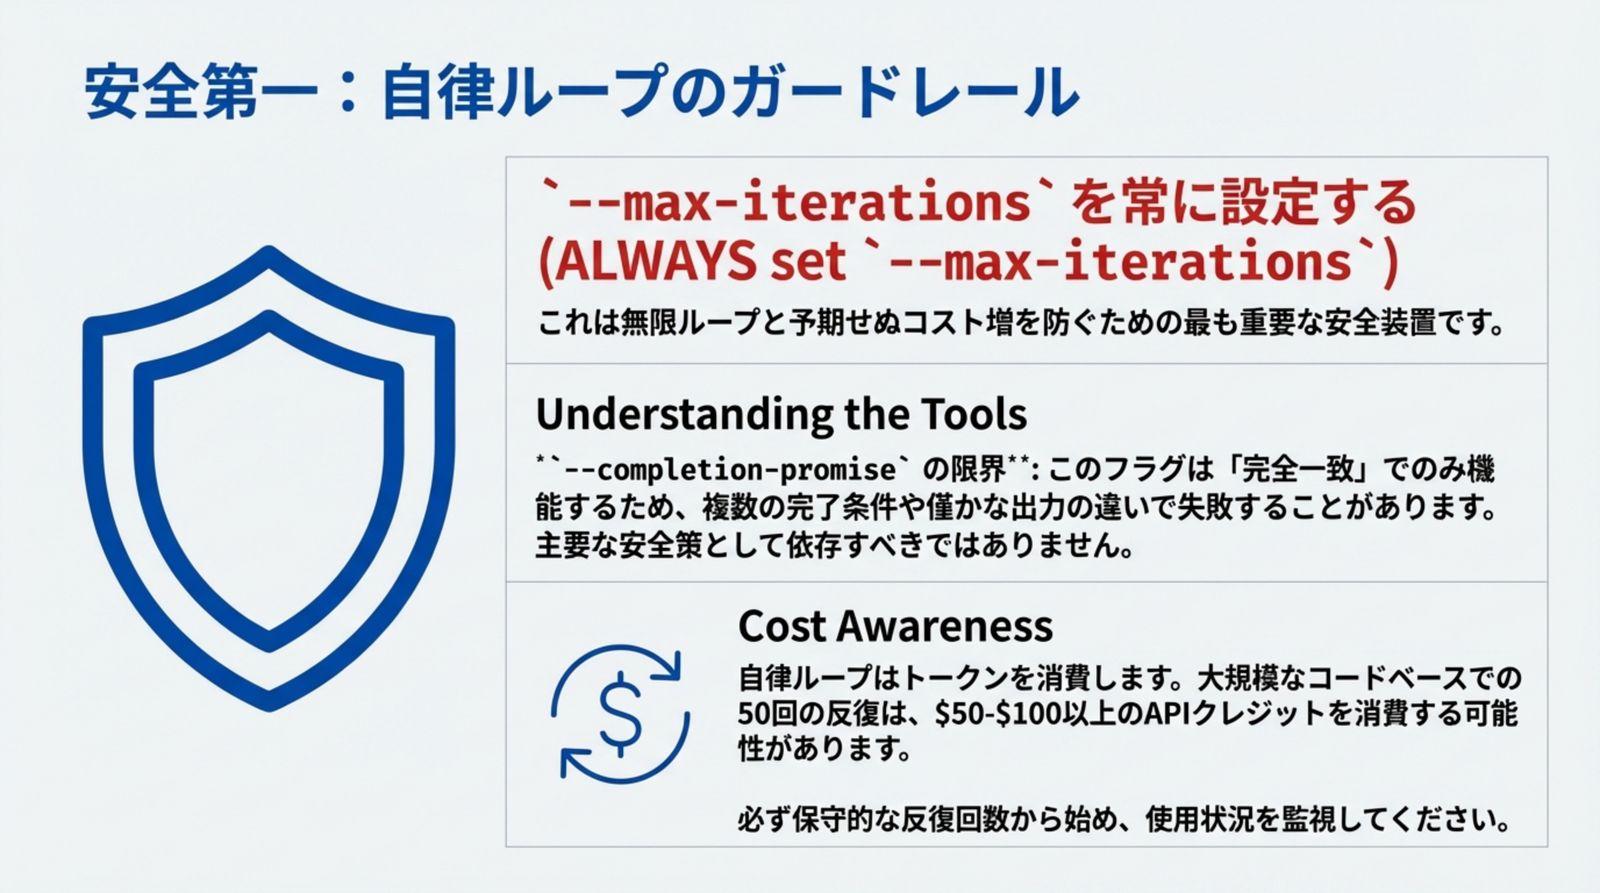 安全第一：自律ループのガードレール
`--max-iterations`を常に設定する
(ALWAYS set `--max-iterations`)
これは無限ループと予期せぬコスト増を防ぐための最も重要な安全装置です。
Understanding the Tools
**`--completion-promise` の限界**: このフラグは「完全一致」でのみ機
能するため、複数の完了条件や僅かな出力の違いで失敗することがあります。
主要な安全策として依存すべきではありません。
$
Cost Awareness
自律ループはトークンを消費します。大規模なコードベースでの
50回の反復は、$50-$100以上のAPIクレジットを消費する可能
性があります。
必ず保守的な反復回数から始め、使用状況を監視してください。